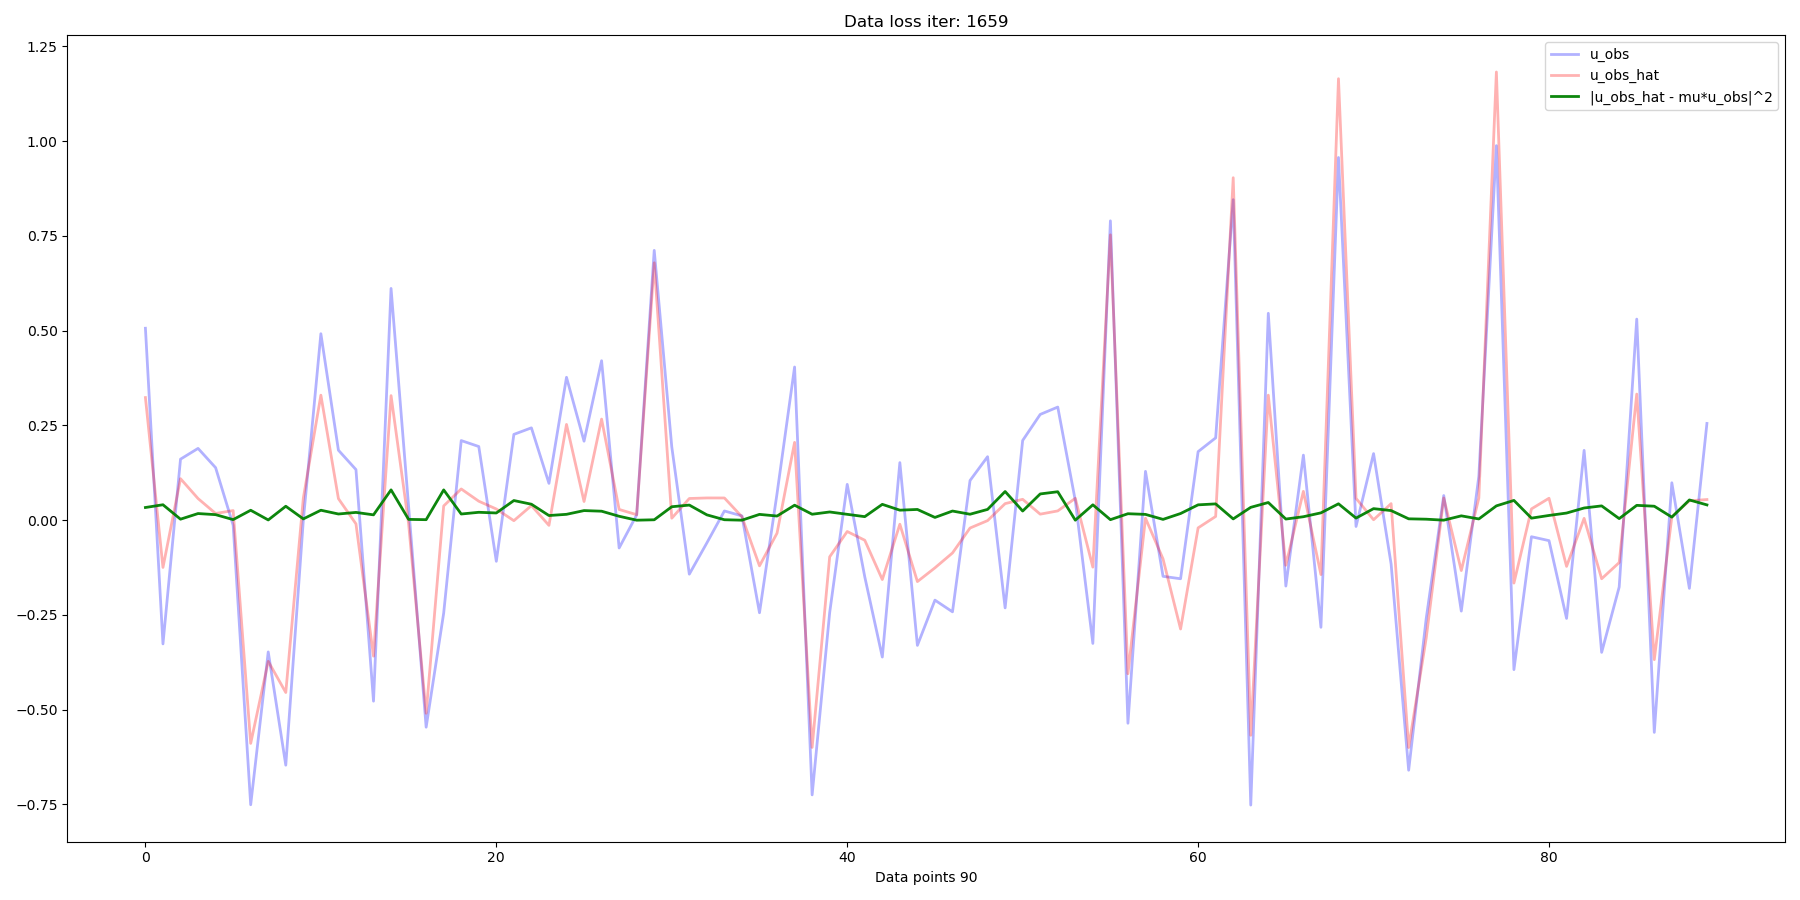 Data loss iter: 1659
u_obs
u_obs_hat
|u_obs_hat - mu*u_obs|^2
1.25
1.00
0.75
0.50
0.25
0.00
−0.25
−0.50
−0.75
0 20 40 60 80
Data points 90